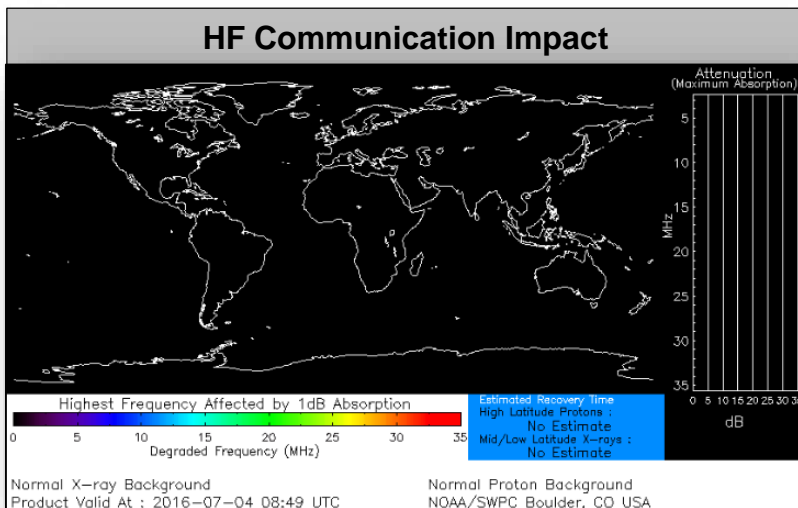 HF Communication Impact
Attenuation
(Maximum Absorption)
5
10
15
20
25
30
35
MHz
0 5 10 15 20 25 30
dB
Highest Frequency Affected by 1dB Absorption
0 5 10 15 20 25 30 35
Degraded Frequency (MHz)
Estimated Recovery Time
High Latitude Protons :
No Estimate
Mid/Low Latitude X-rays :
No Estimate
Normal X-ray Background
Product Valid At : 2016-07-04 08:49 UTC
Normal Proton Background
NOAA/SWPC Boulder, CO USA